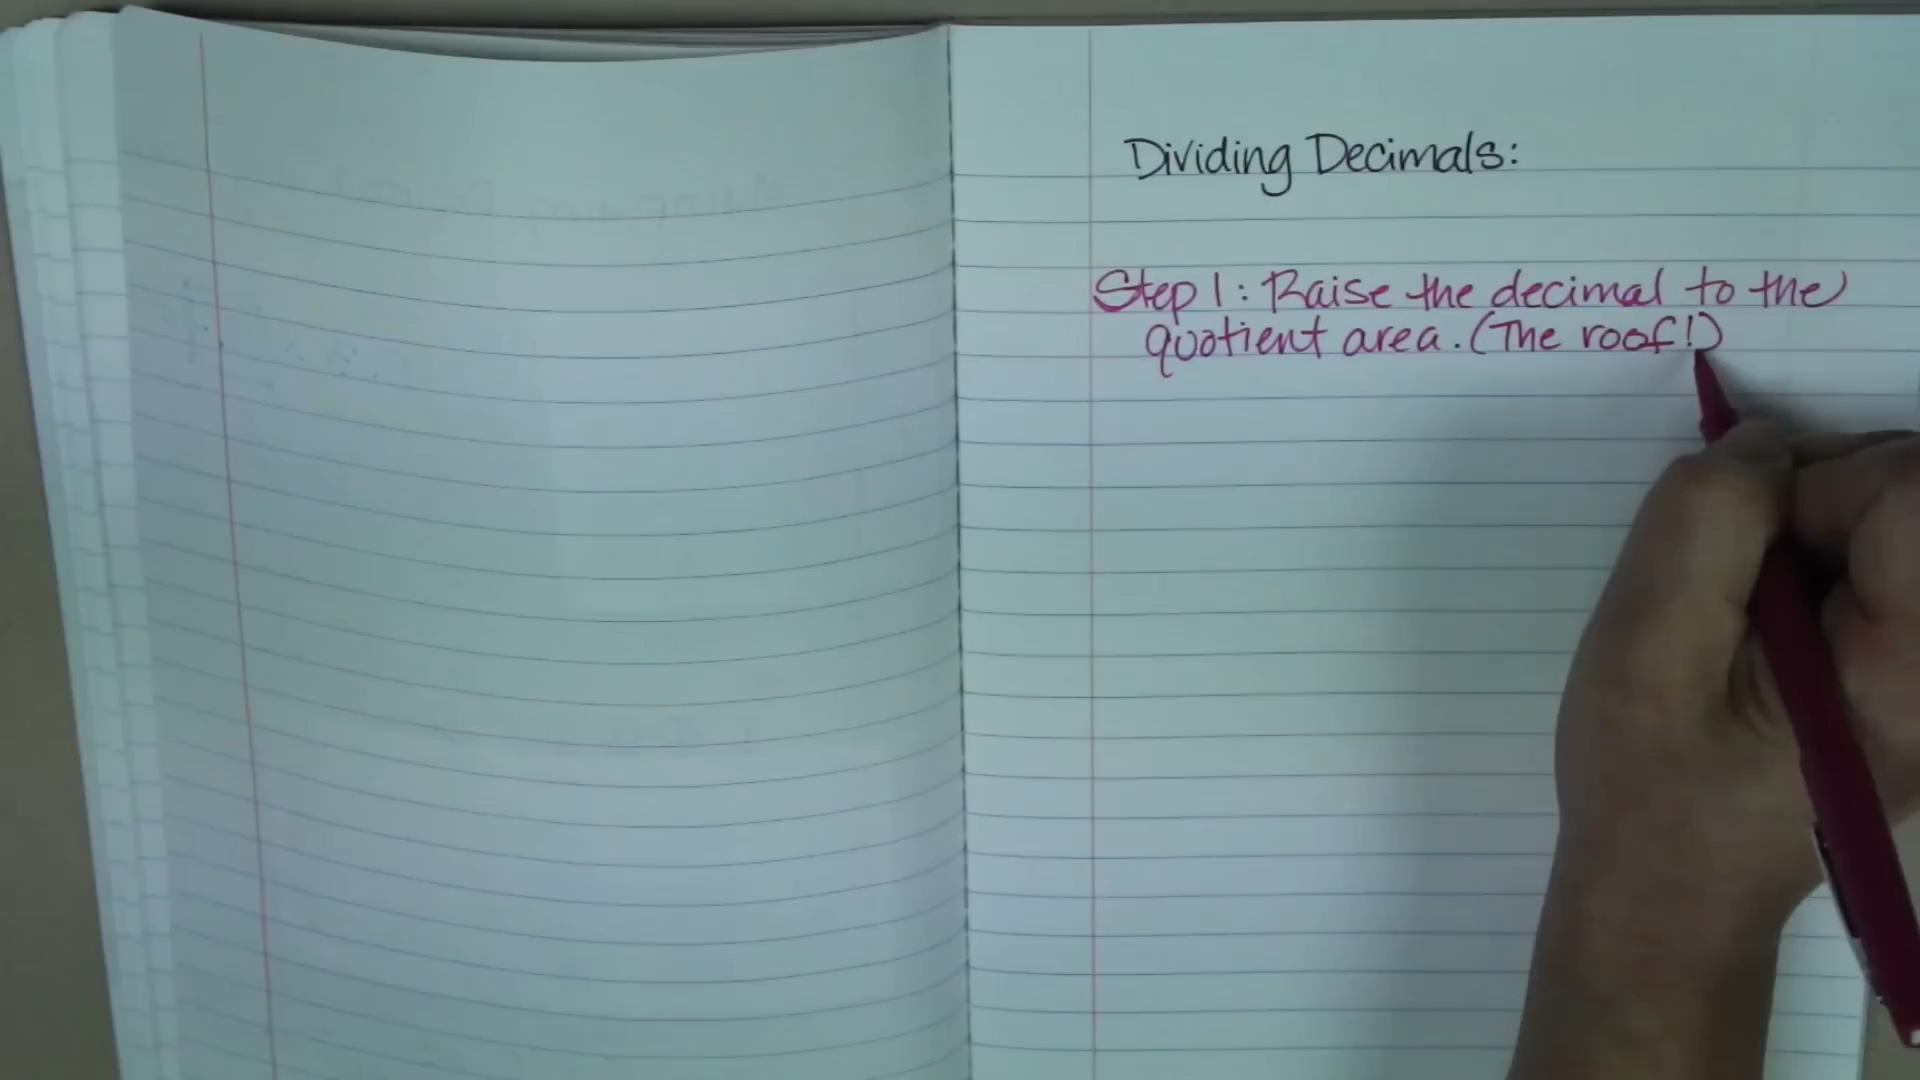 Dividing Decimals:
Step 1: Raise the decimal to the
quotient area. (The roof!)